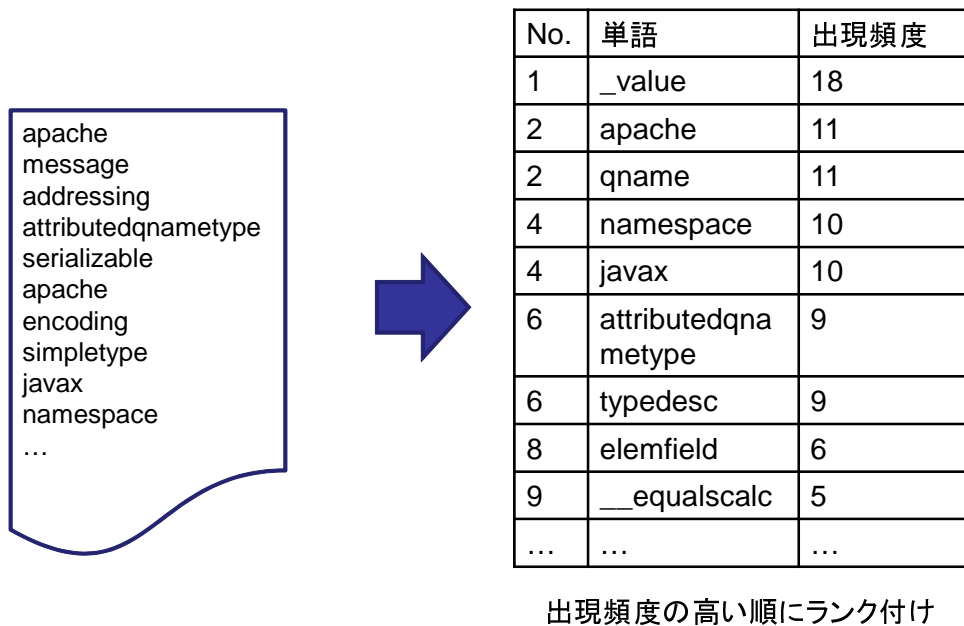 apache
message
addressing
attributedqnametype
serializable
apache
encoding
simpletype
javax
namespace
…
No. 単語 出現頻度
1 _value 18
2 apache 11
2 qname 11
4 namespace 10
4 javax 10
6 attributedqna 9
metype
6 typedesc 9
8 elemfield 6
9 __equalscalc 5
… … …
出現頻度の高い順にランク付け